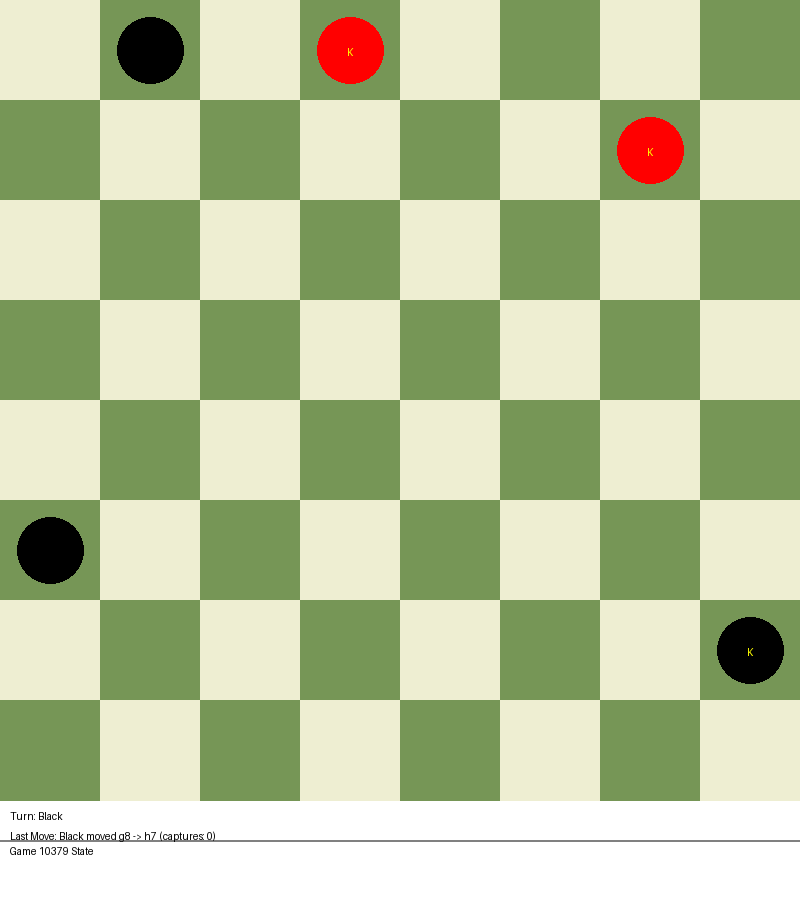 K
K
K
Turn: Black
Last Move: Black moved g8 -> h7 (captures: 0)
Game 10379 State